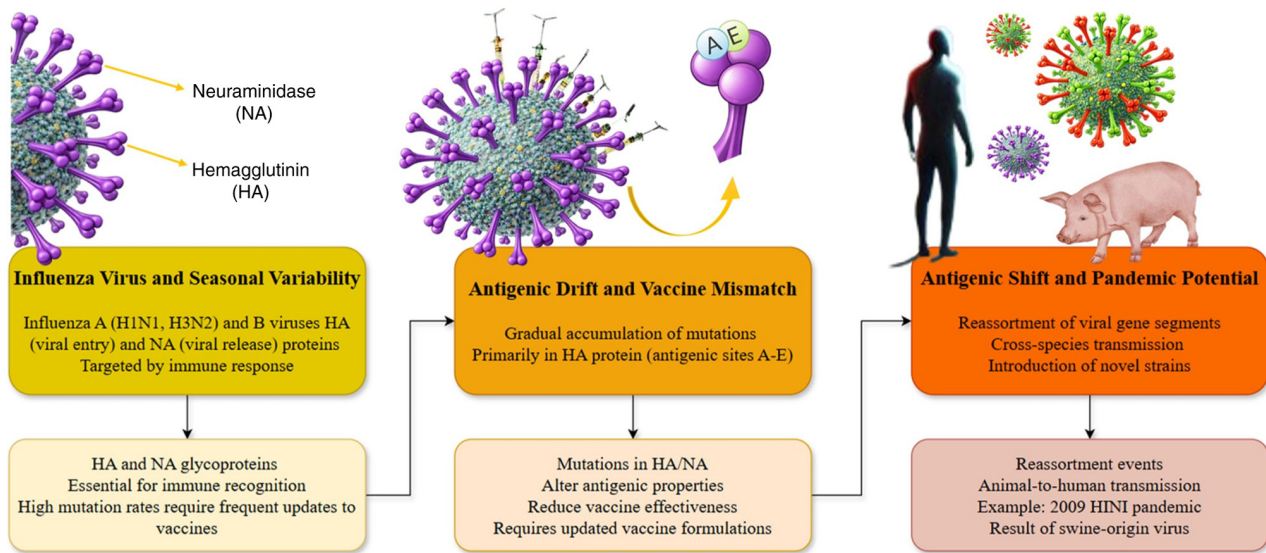 Neuraminidase
(NA)
Hemagglutinin
(HA)
A E
Influenza Virus and Seasonal Variability
Influenza A (H1N1, H3N2) and B viruses HA
(viral entry) and NA (viral release) proteins
Targeted by immune response
HA and NA glycoproteins
Essential for immune recognition
High mutation rates require frequent updates to
vaccines
Antigenic Drift and Vaccine Mismatch
Gradual accumulation of mutations
Primarily in HA protein (antigenic sites A-E)
Mutations in HA/NA
Alter antigenic properties
Reduce vaccine effectiveness
Requires updated vaccine formulations
Antigenic Shift and Pandemic Potential
Reassortment of viral gene segments
Cross-species transmission
Introduction of novel strains
Reassortment events
Animal-to-human transmission
Example: 2009 HINI pandemic
Result of swine-origin virus